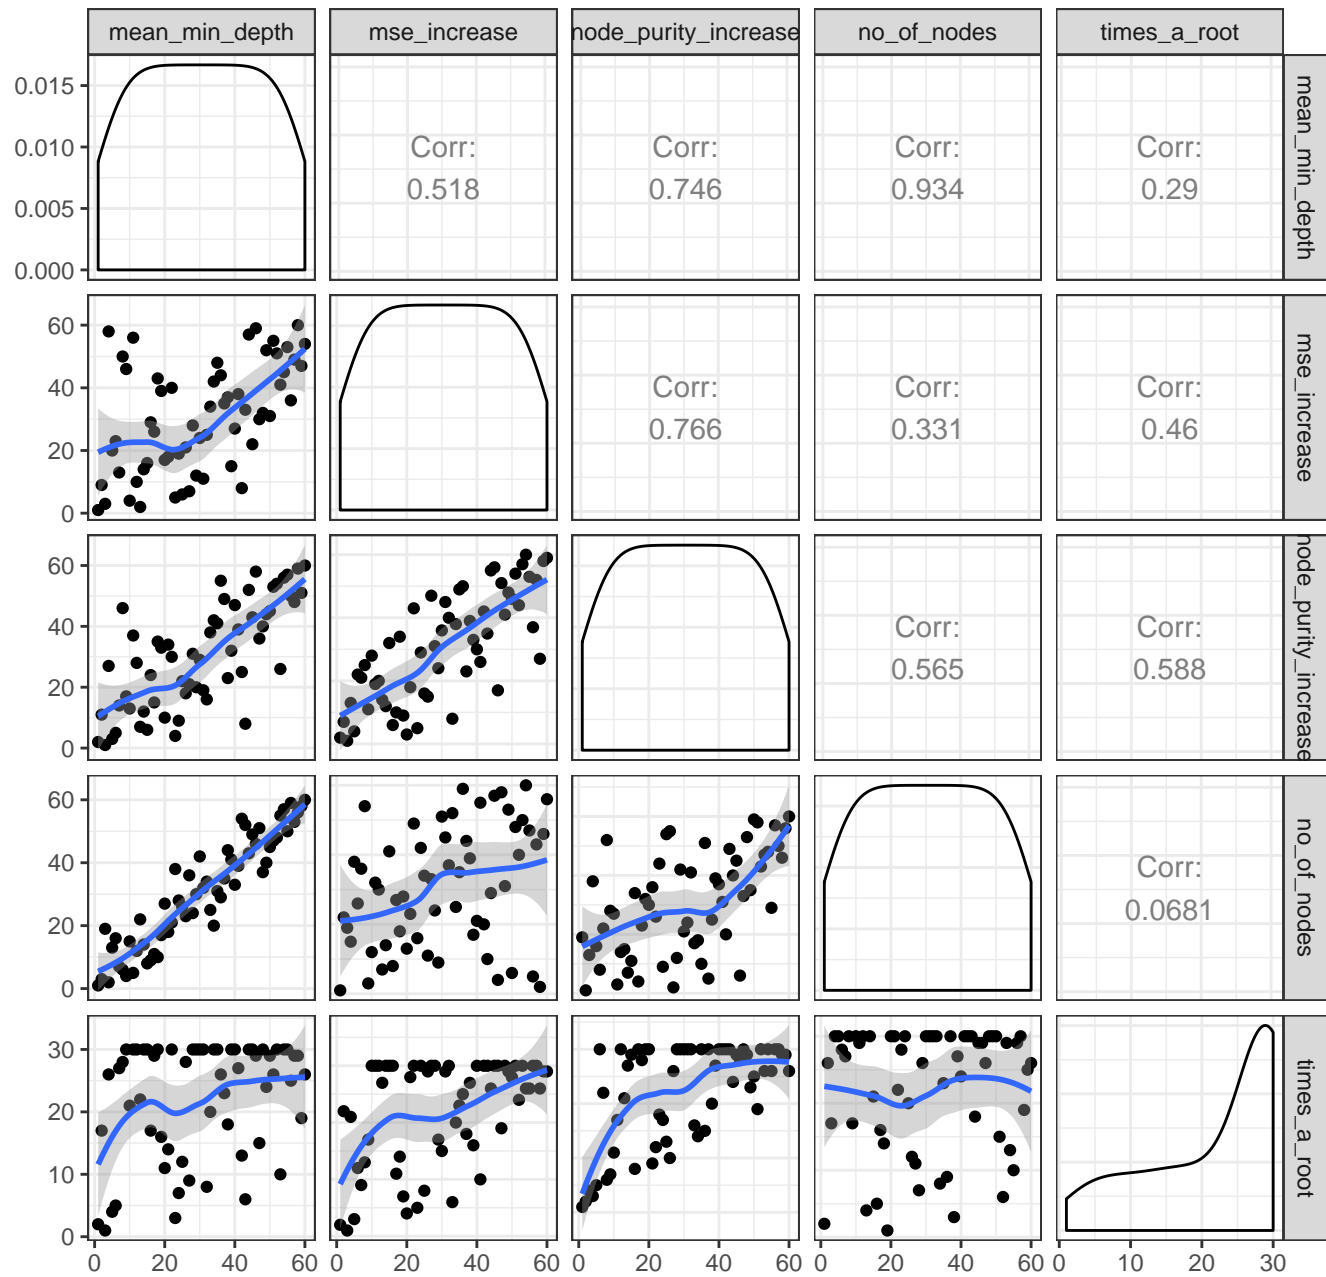 mean_min_depth mse_increase node_purity_increase no_of_nodes times_a_root
0.015
0.010
0.005
0.000
Corr:
0.518
Corr:
0.746
Corr:
0.934
Corr:
0.29
mean_min_depth
60
40
20
0
Corr:
0.766
Corr:
0.331
Corr:
0.46
mse_increase
60
40
20
0
Corr:
0.565
Corr:
0.588
node_purity_increase
60
40
20
0
Corr:
0.0681
no_of_nodes
30
20
10
0
times_a_root
0 20 40 60 0 20 40 60 0 20 40 60 0 20 40 60 10 20 30